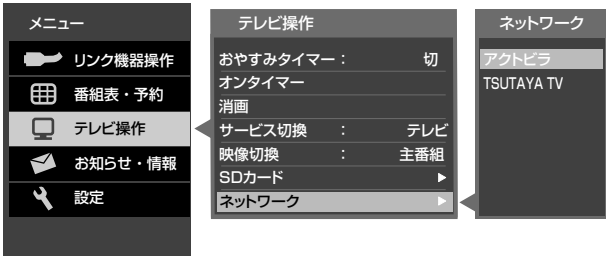 メニュー
リンク機器操作
番組表・予約
テレビ操作
お知らせ・情報
設定
テレビ操作
おやすみタイマー： 切
オンタイマー
消画
サービス切換 ： テレビ
映像切換 ： 主番組
SDカード
ネットワーク
ネットワーク
アクトビラ
TSUTAYA TV